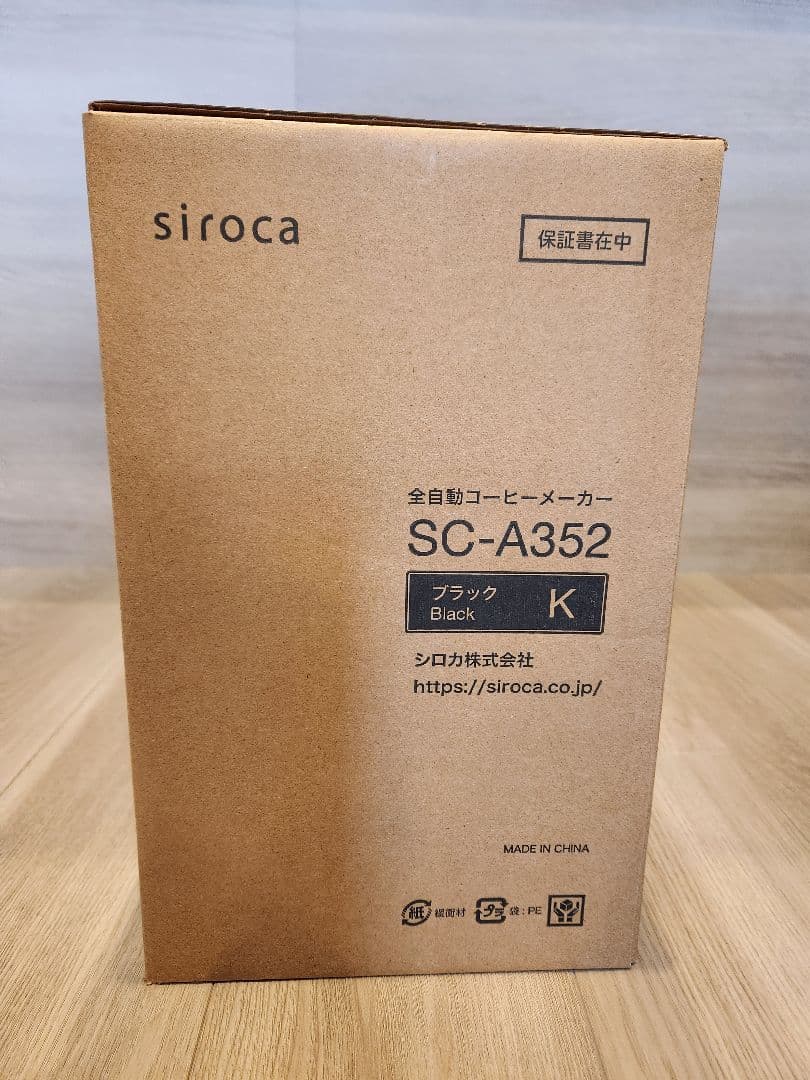 siroca
保証書在中
全自動コーヒーメーカー
SC-A352
ブラック
Black
K
シロカ株式会社
https://siroca.co.jp/
MADE IN CHINA
紙
緩衝材
プラ
袋：PE